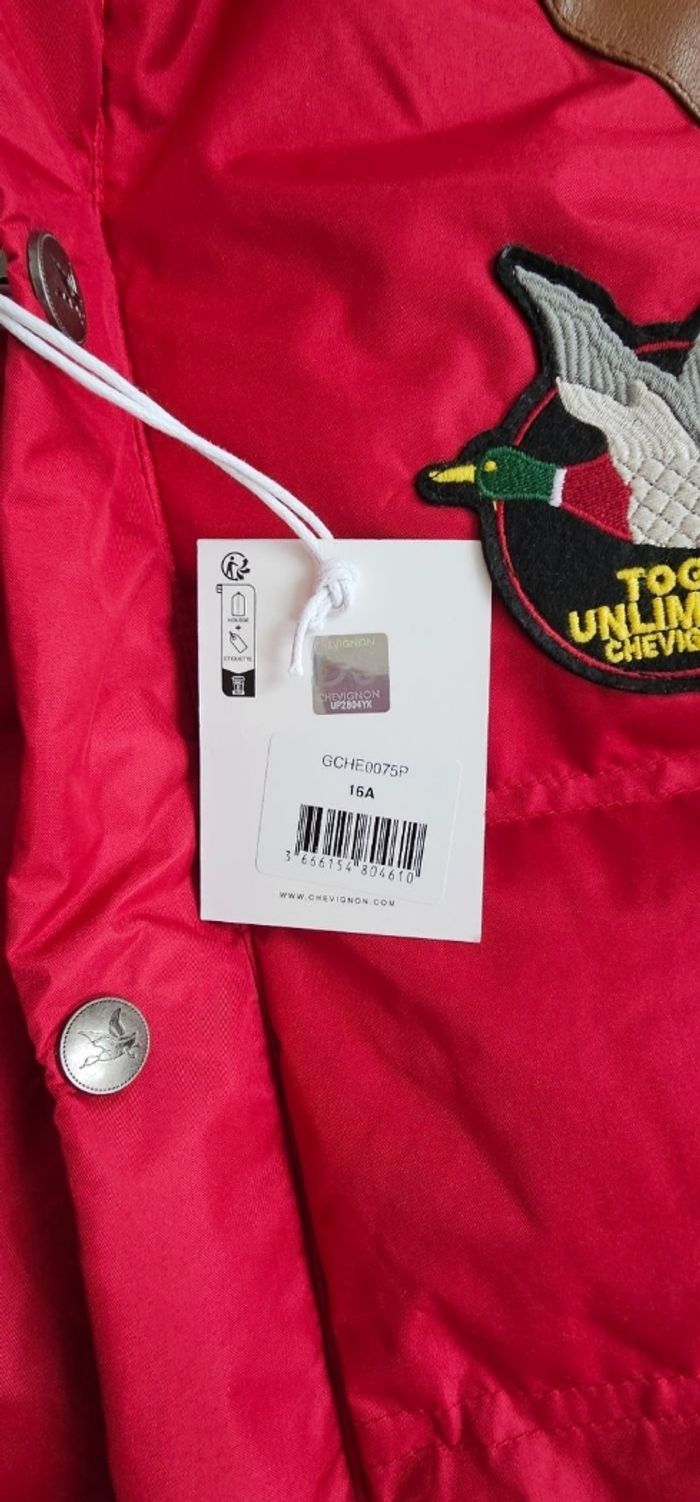 TOG
UNLIM
CHEVIG
HOUSSE
+
ETIQUETTE
CHEVIGNON
CHEVIGNON
UP2804YK
GCHE0075P
16A
3 666154 804610
WWW.CHEVIGNON.COM